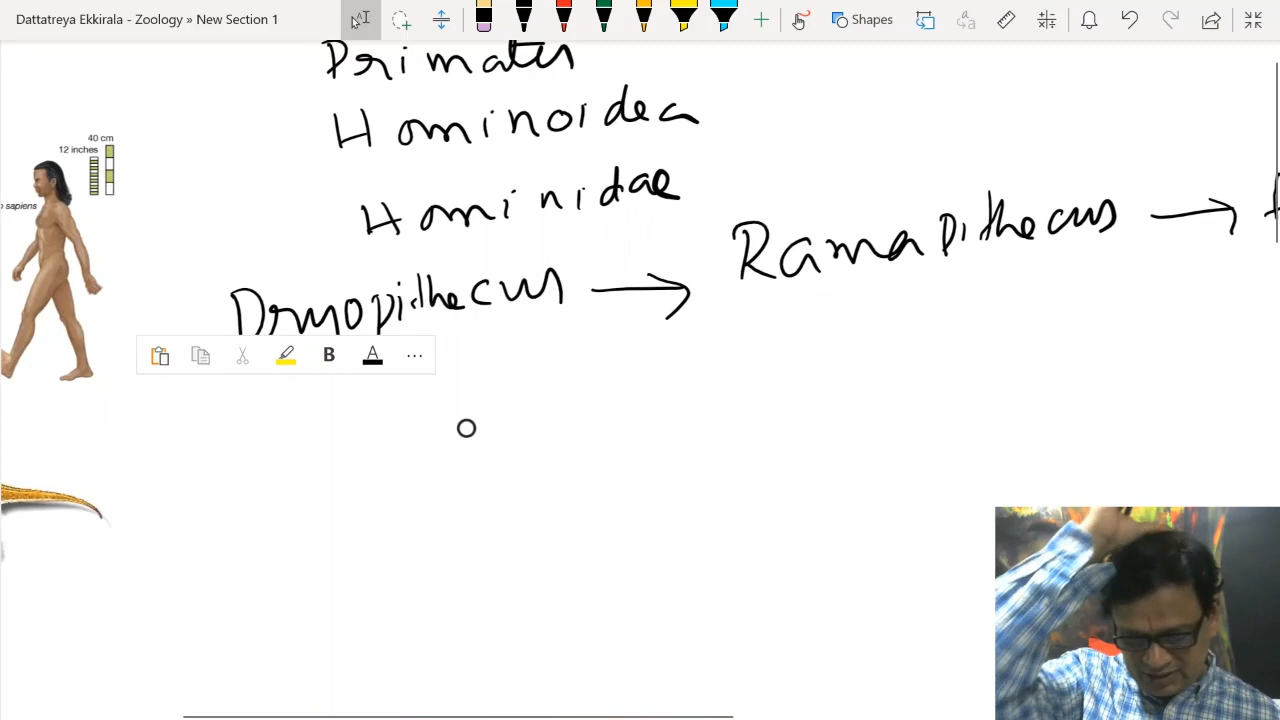 Dattatreya Ekkirala - Zoology » New Section 1
Shapes
Primates
Hominoidea
40 cm
12 inches
sapiens
Hominidae
Dryopithecus → Ramapithecus →
B A ...